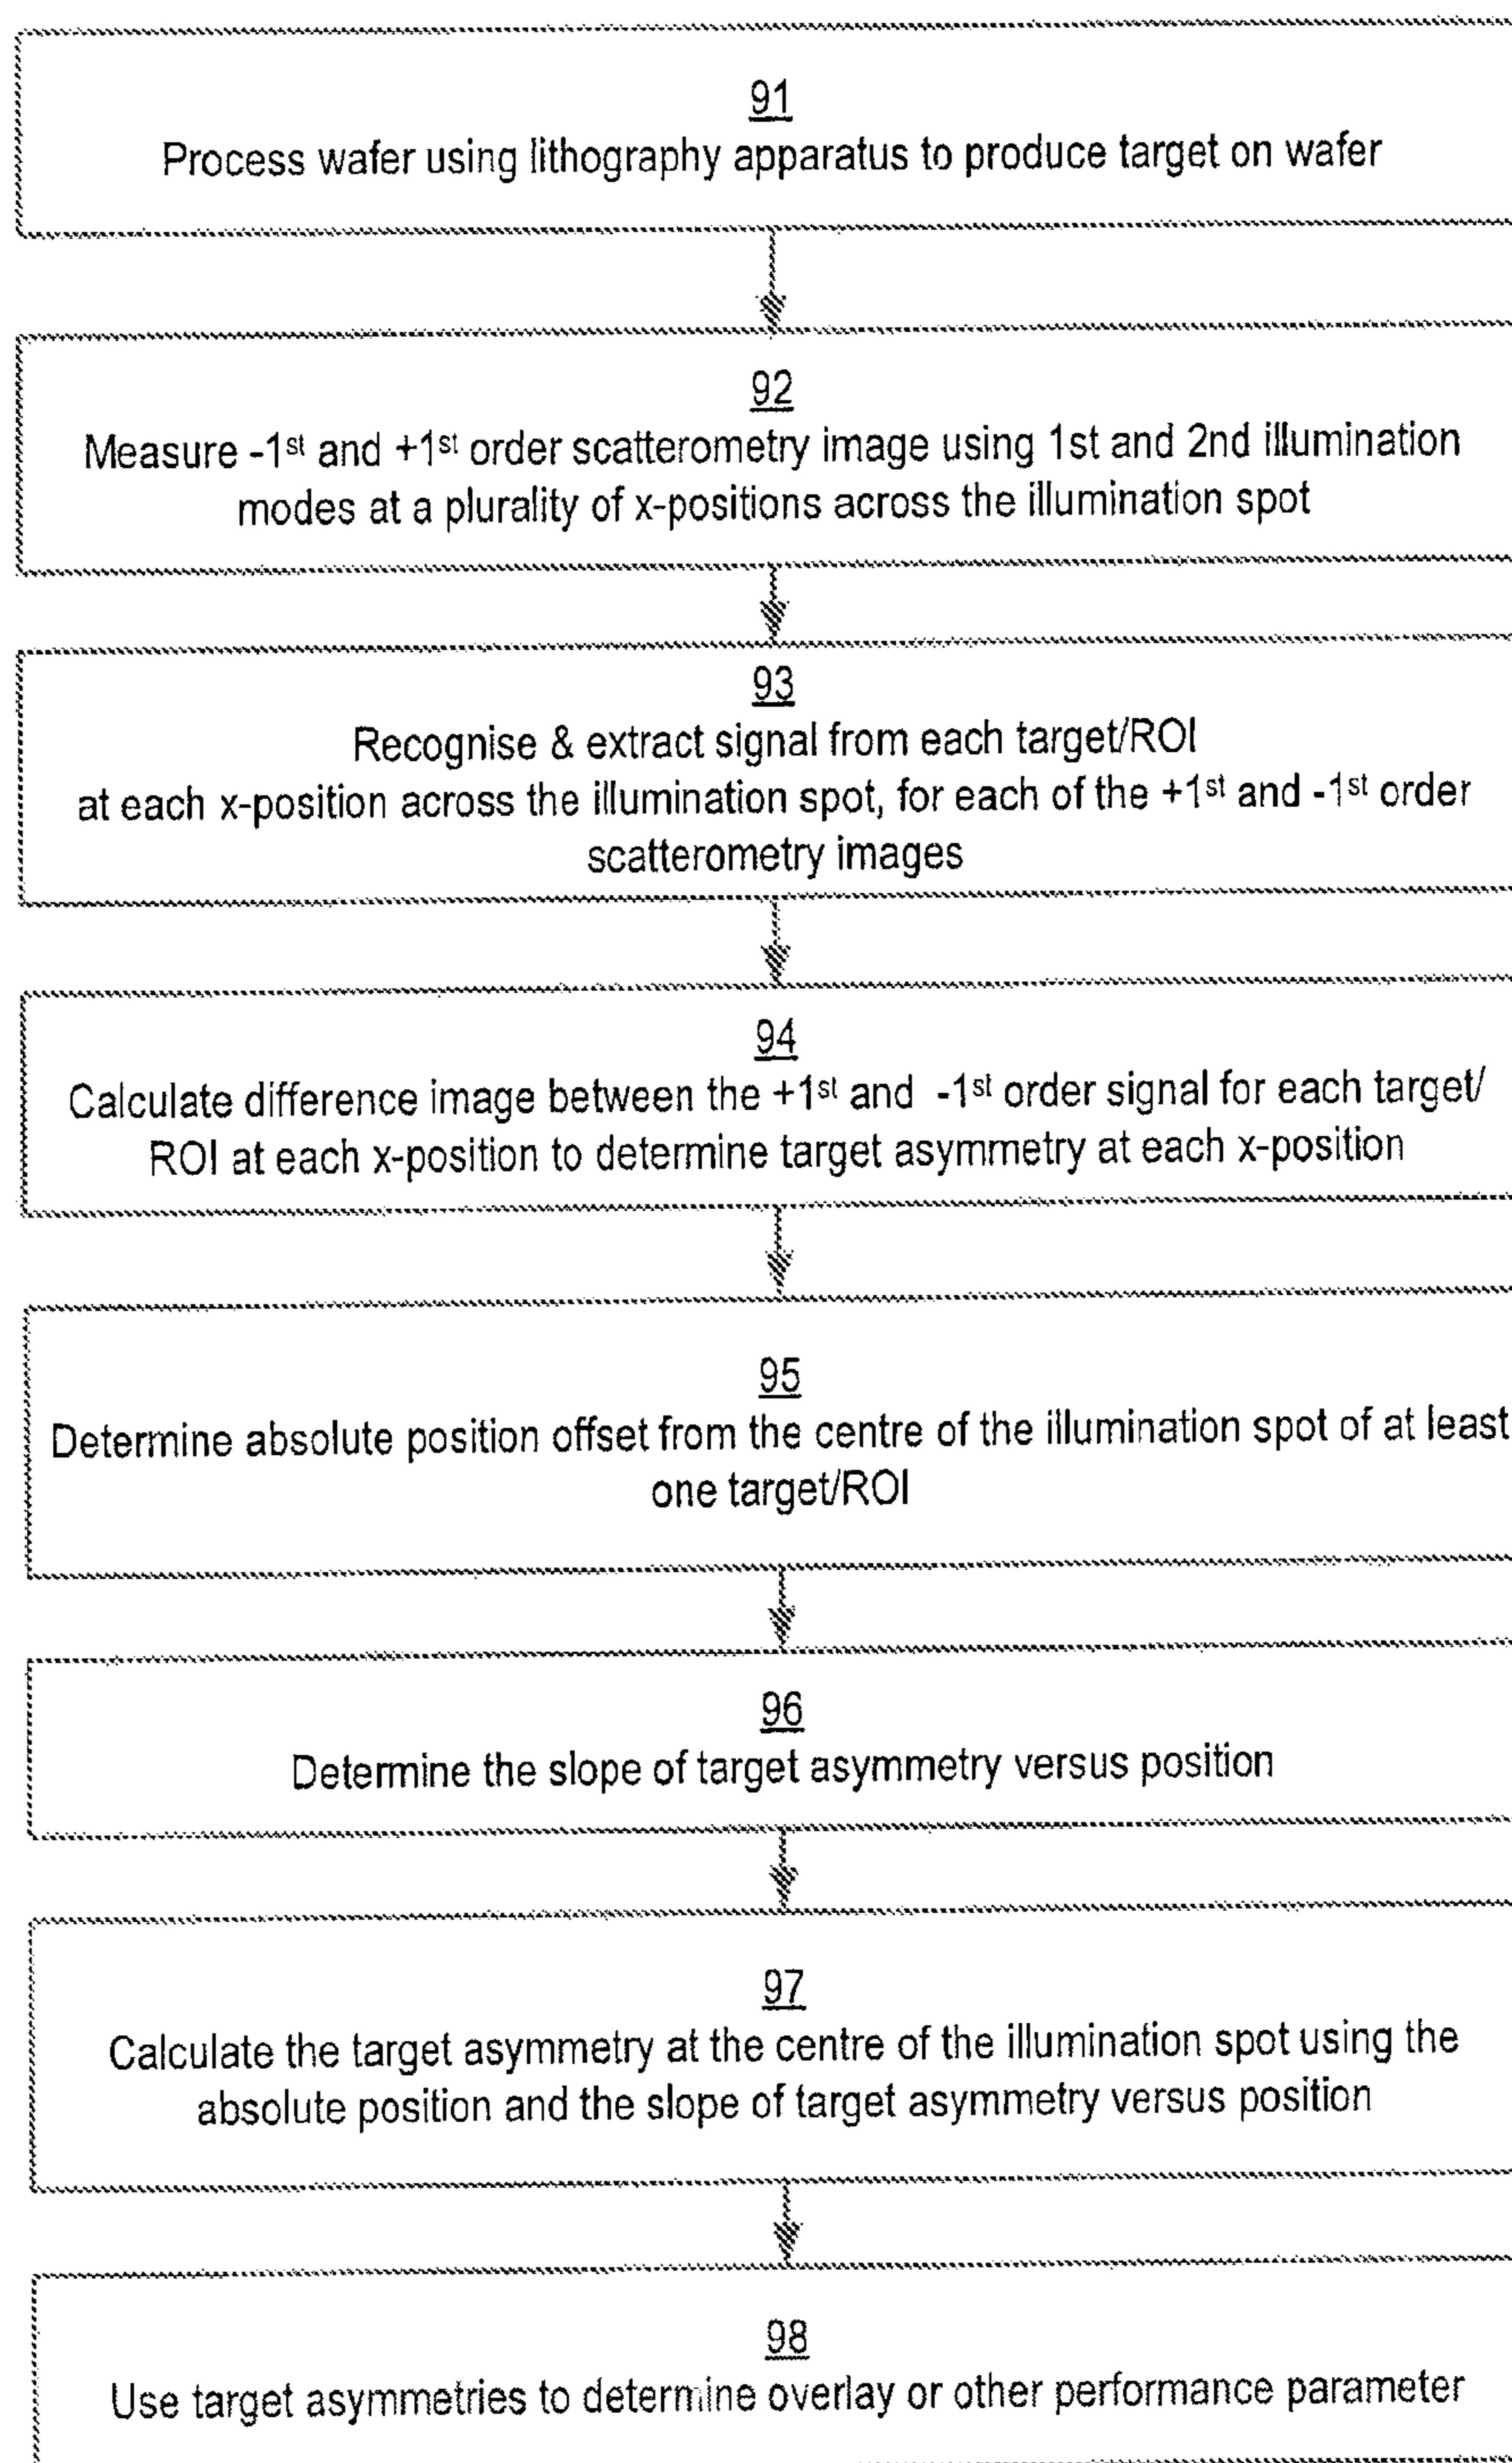 91
Process wafer using lithography apparatus to produce target on wafer
92
Measure -1st and +1st order scatterometry image using 1st and 2nd illumination
modes at a plurality of x-positions across the illumination spot
93
Recognise & extract signal from each target/ROI
at each x-position across the illumination spot, for each of the +1st and -1st order
scatterometry images
94
Calculate difference image between the +1st and -1st order signal for each target/
ROI at each x-position to determine target asymmetry at each x-position
95
Determine absolute position offset from the centre of the illumination spot of at least
one target/ROI
96
Determine the slope of target asymmetry versus position
97
Calculate the target asymmetry at the centre of the illumination spot using the
absolute position and the slope of target asymmetry versus position
98
Use target asymmetries to determine overlay or other performance parameter